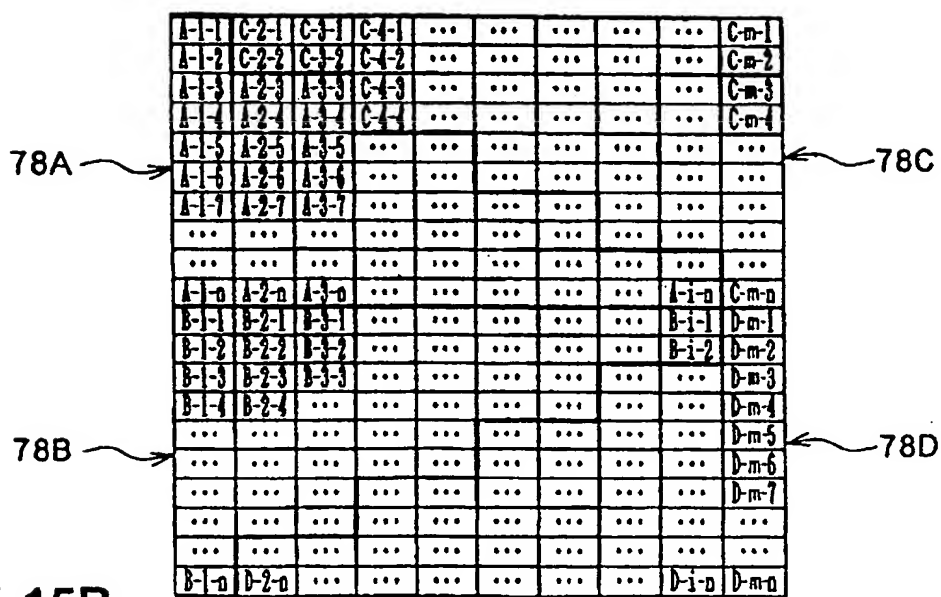 A-1-1 C-2-1 C-3-1 C-4-1 ... ... ... ... ... C-m-1
A-1-2 C-2-2 C-3-2 C-4-2 ... ... ... ... ... C-m-2
A-1-3 A-2-3 A-3-3 C-4-3 ... ... ... ... ... C-m-3
A-1-4 A-2-4 A-3-4 C-4-4 ... ... ... ... ... C-m-4
A-1-5 A-2-5 A-3-5 ... ... ... ... ... ... ...
78A A-1-6 A-2-6 A-3-6 ... ... ... ... ... ... ... 78C
A-1-7 A-2-7 A-3-7 ... ... ... ... ... ... ...
... ... ... ... ... ... ... ... ... ...
... ... ... ... ... ... ... ... ... ...
A-1-n A-2-n A-3-n ... ... ... ... ... A-i-n C-m-n
B-1-1 B-2-1 B-3-1 ... ... ... ... ... B-i-1 D-m-1
B-1-2 B-2-2 B-3-2 ... ... ... ... ... B-i-2 D-m-2
B-1-3 B-2-3 B-3-3 ... ... ... ... ... ... D-m-3
B-1-4 B-2-4 ... ... ... ... ... ... ... D-m-4
78B ... ... ... ... ... ... ... ... ... D-m-5 78D
... ... ... ... ... ... ... ... ... D-m-6
... ... ... ... ... ... ... ... ... D-m-7
... ... ... ... ... ... ... ... ... ...
... ... ... ... ... ... ... ... ... ...
B-1-n D-2-n ... ... ... ... ... ... D-i-n D-m-n
15B